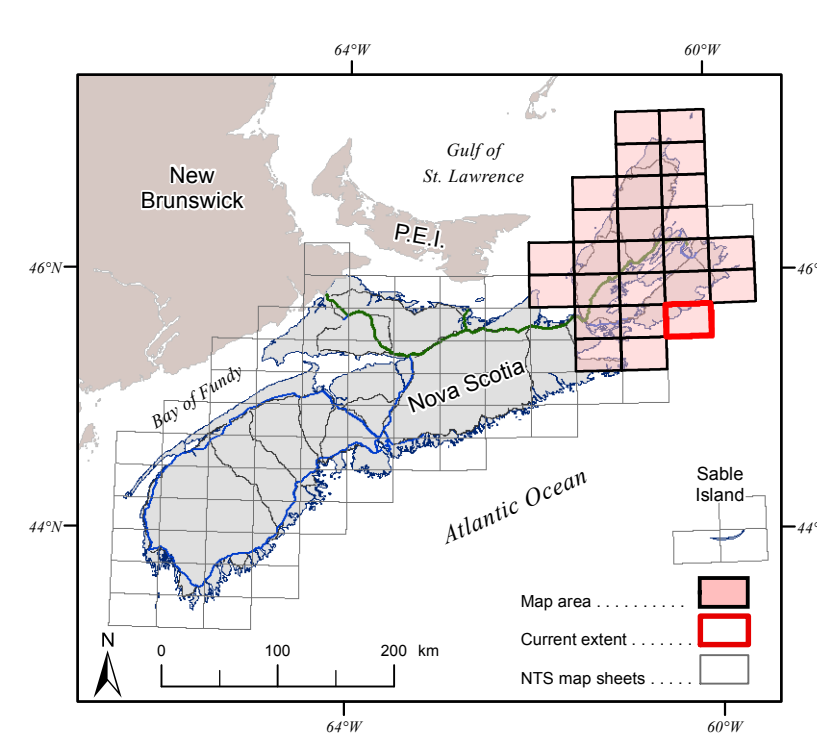 64°W 60°W
Gulf of
St. Lawrence
New
Brunswick
P.E.I.
46°N 46°
Bay of Fundy
Nova Scotia
Sable
Island
Atlantic Ocean
44°N 44°
Map area . . . . . . . . . .
Current extent . . . . . . .
NTS map sheets . . . . .
N
0 100 200 km
64°W 60°W